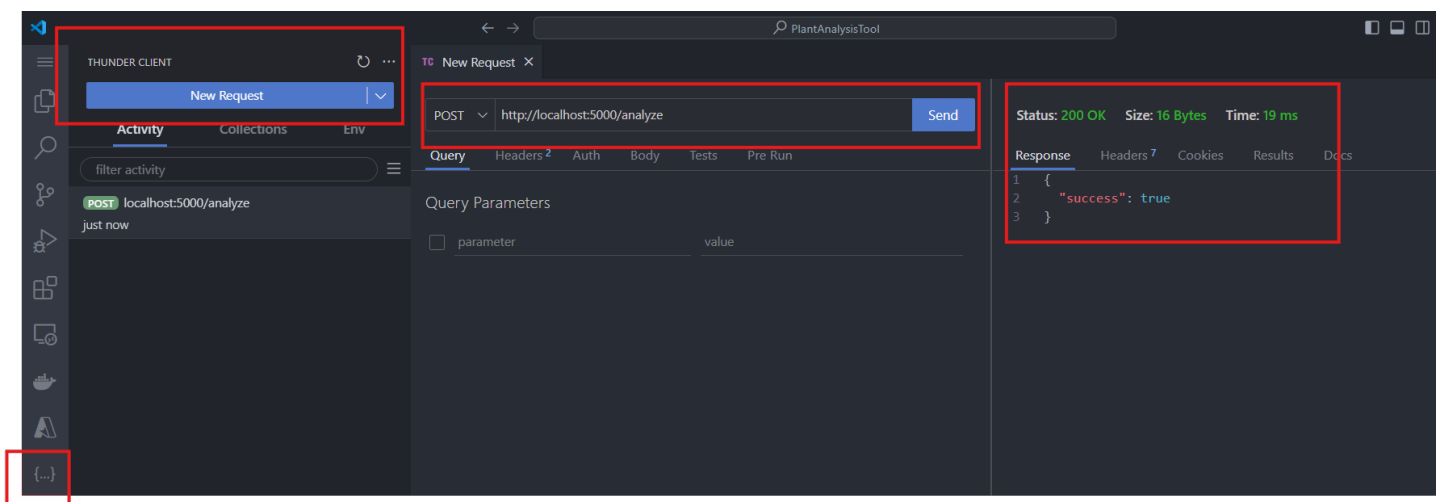 PlantAnalysisTool
THUNDER CLIENT
New Request
Activity Collections Env
filter activity
POST localhost:5000/analyze
just now
{...}
TC New Request
POST http://localhost:5000/analyze Send
Query Headers 2 Auth Body Tests Pre Run
Query Parameters
parameter value
Status: 200 OK Size: 16 Bytes Time: 19 ms
Response Headers 7 Cookies Results Docs
1 {
2 "success": true
3 }